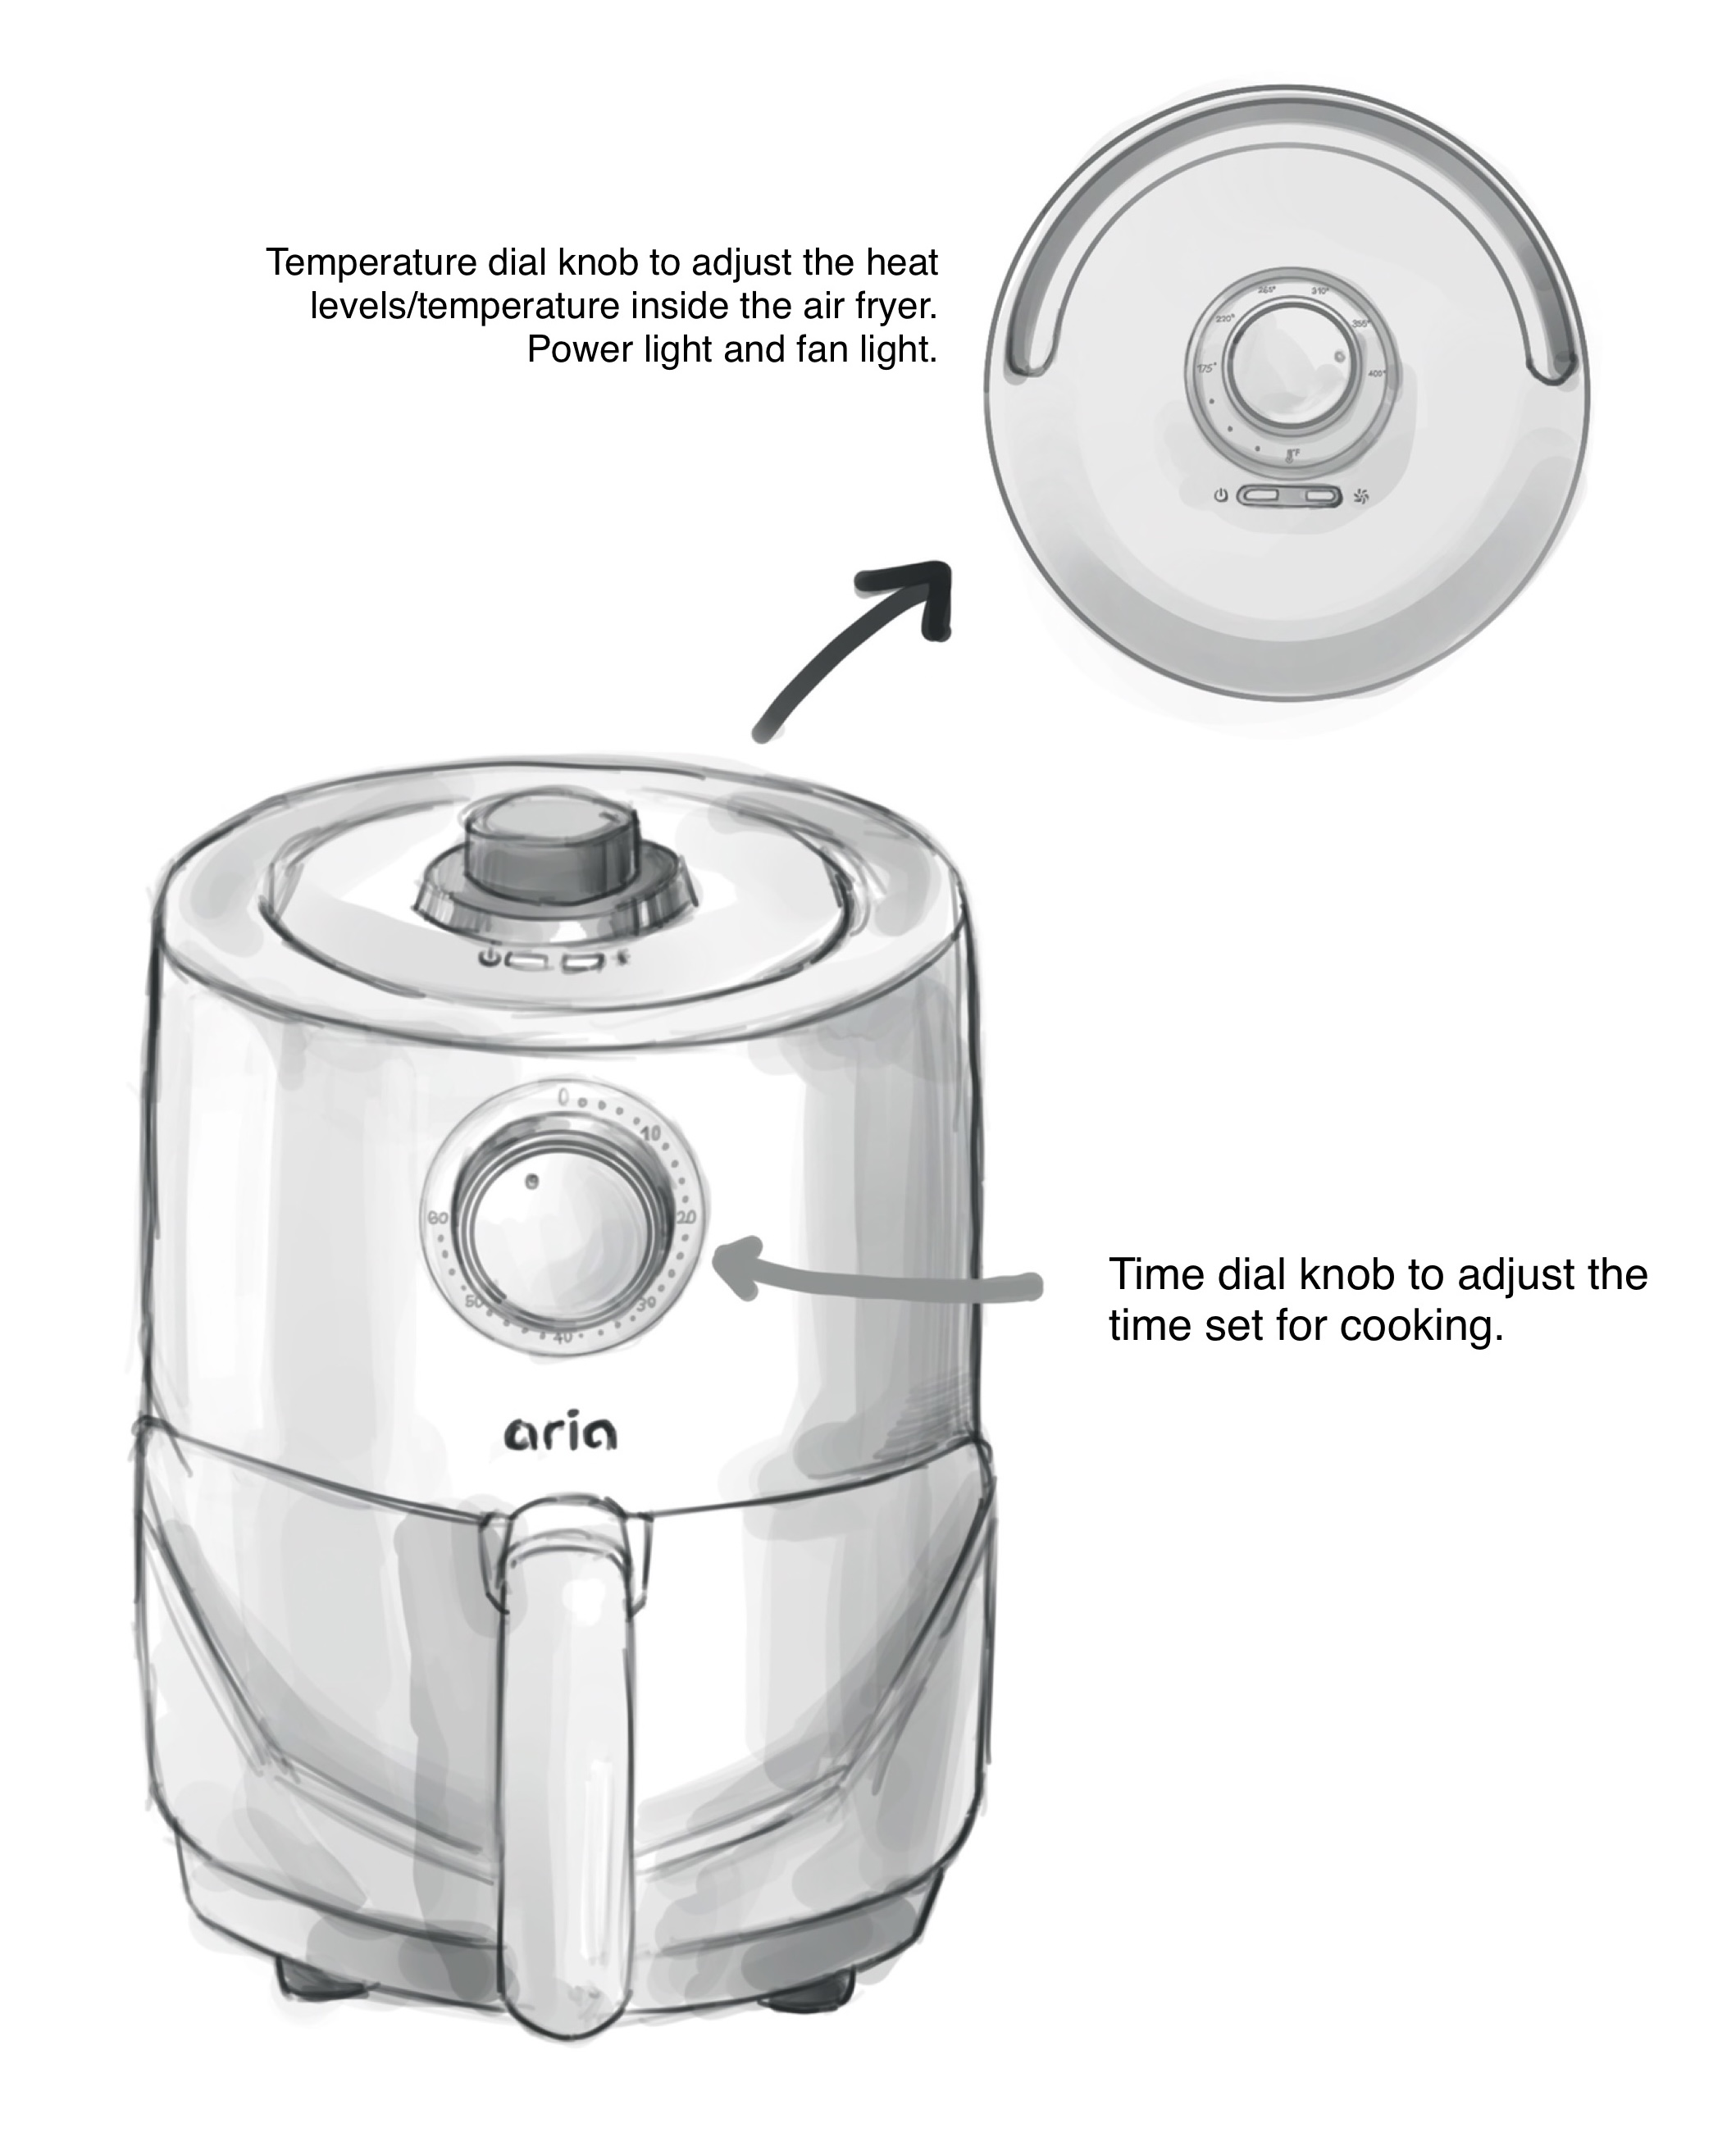 Temperature dial knob to adjust the heat
levels/temperature inside the air fryer.
Power light and fan light.
265° 310°
220° 355°
175° 400°
°F
0
10
60 20
50 30
40
aria
Time dial knob to adjust the
time set for cooking.